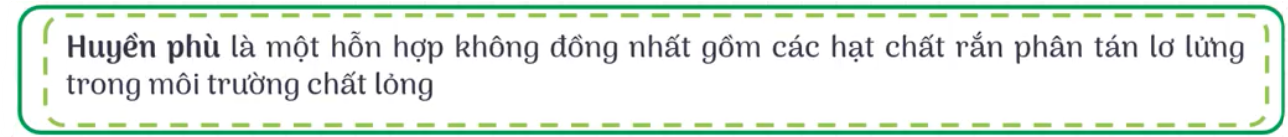 Huyền phù là một hỗn hợp không đồng nhất gồm các hạt chất rắn phân tán lơ lửng
trong môi trường chất lỏng